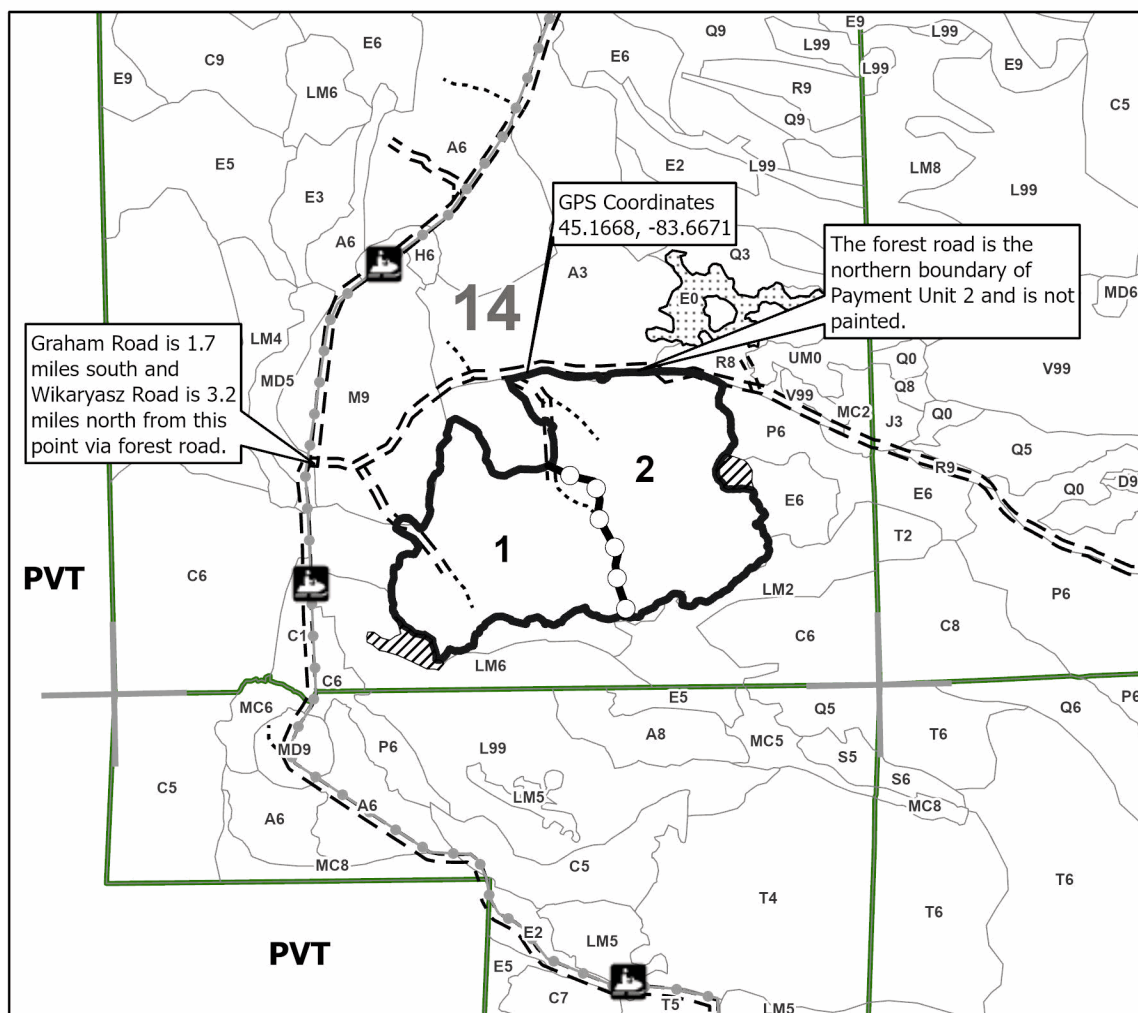 E9
C9
E6
LM6
A6
E6
Q9
L99
E9
L99
L99
E9
C5
R9
Q9
E5
E3
E2
L99
LM8
L99
GPS Coordinates
45.1668, -83.6671
A6
H6
A3
Q3
The forest road is the
northern boundary of
Payment Unit 2 and is not
painted.
E0
MD6
14
Graham Road is 1.7
miles south and
Wikaryasz Road is 3.2
miles north from this
point via forest road.
LM4
MD5
M9
R8
UM0
V99
MC2
Q0
Q8
J3
Q0
V99
P6
Q5
R9
D9
Q0
2
E6
E6
T2
1
PVT
C6
LM2
P6
C1
C6
C8
LM6
C6
E5
Q5
Q6
P6
MC6
MD9
P6
L99
A8
MC5
S5
T6
C5
LM5
S6
MC8
A6
A6
MC8
C5
T4
T6
T6
PVT
E2
LM5
E5
C7
T5
LM5